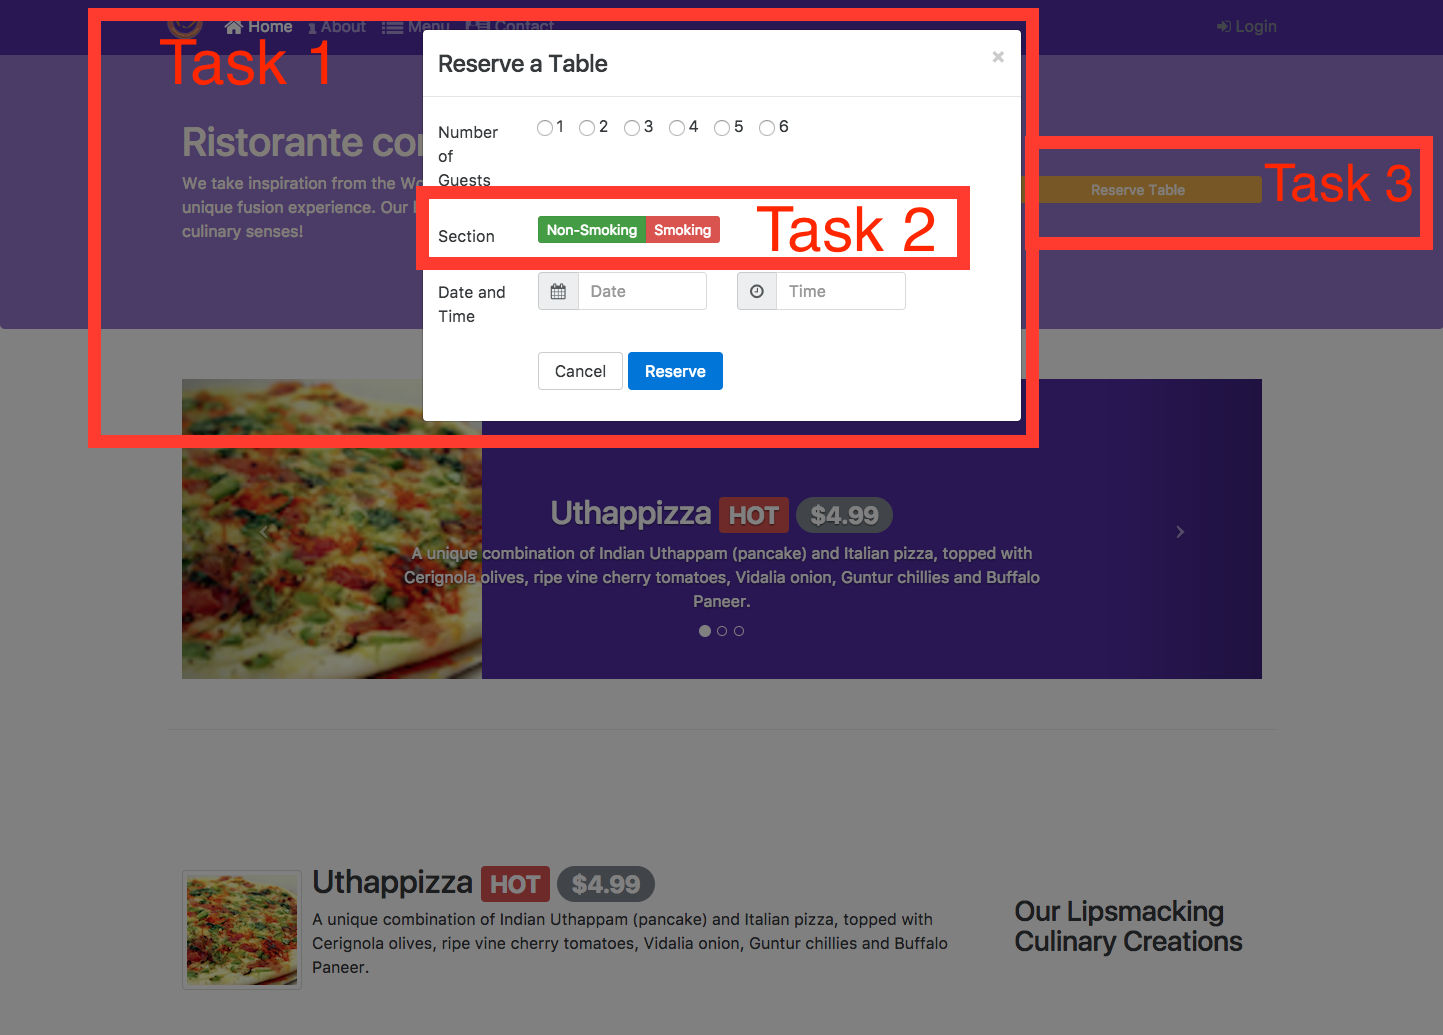 Home About Menu Contact Login
Task 1
Reserve a Table ×
Number of Guests
1 2 3 4 5 6
Ristorante co
We take inspiration from the Wo
unique fusion experience. Our
culinary senses!
Reserve Table
Task 3
Section Non-Smoking Smoking
Task 2
Date and Time
Date Time
Cancel Reserve
Uthappizza HOT $4.99
A unique combination of Indian Uthappam (pancake) and Italian pizza, topped with
Cerignola olives, ripe vine cherry tomatoes, Vidalia onion, Guntur chillies and Buffalo
Paneer.
Uthappizza HOT $4.99
A unique combination of Indian Uthappam (pancake) and Italian pizza, topped with
Cerignola olives, ripe vine cherry tomatoes, Vidalia onion, Guntur chillies and Buffalo
Paneer.
Our Lipsmacking
Culinary Creations